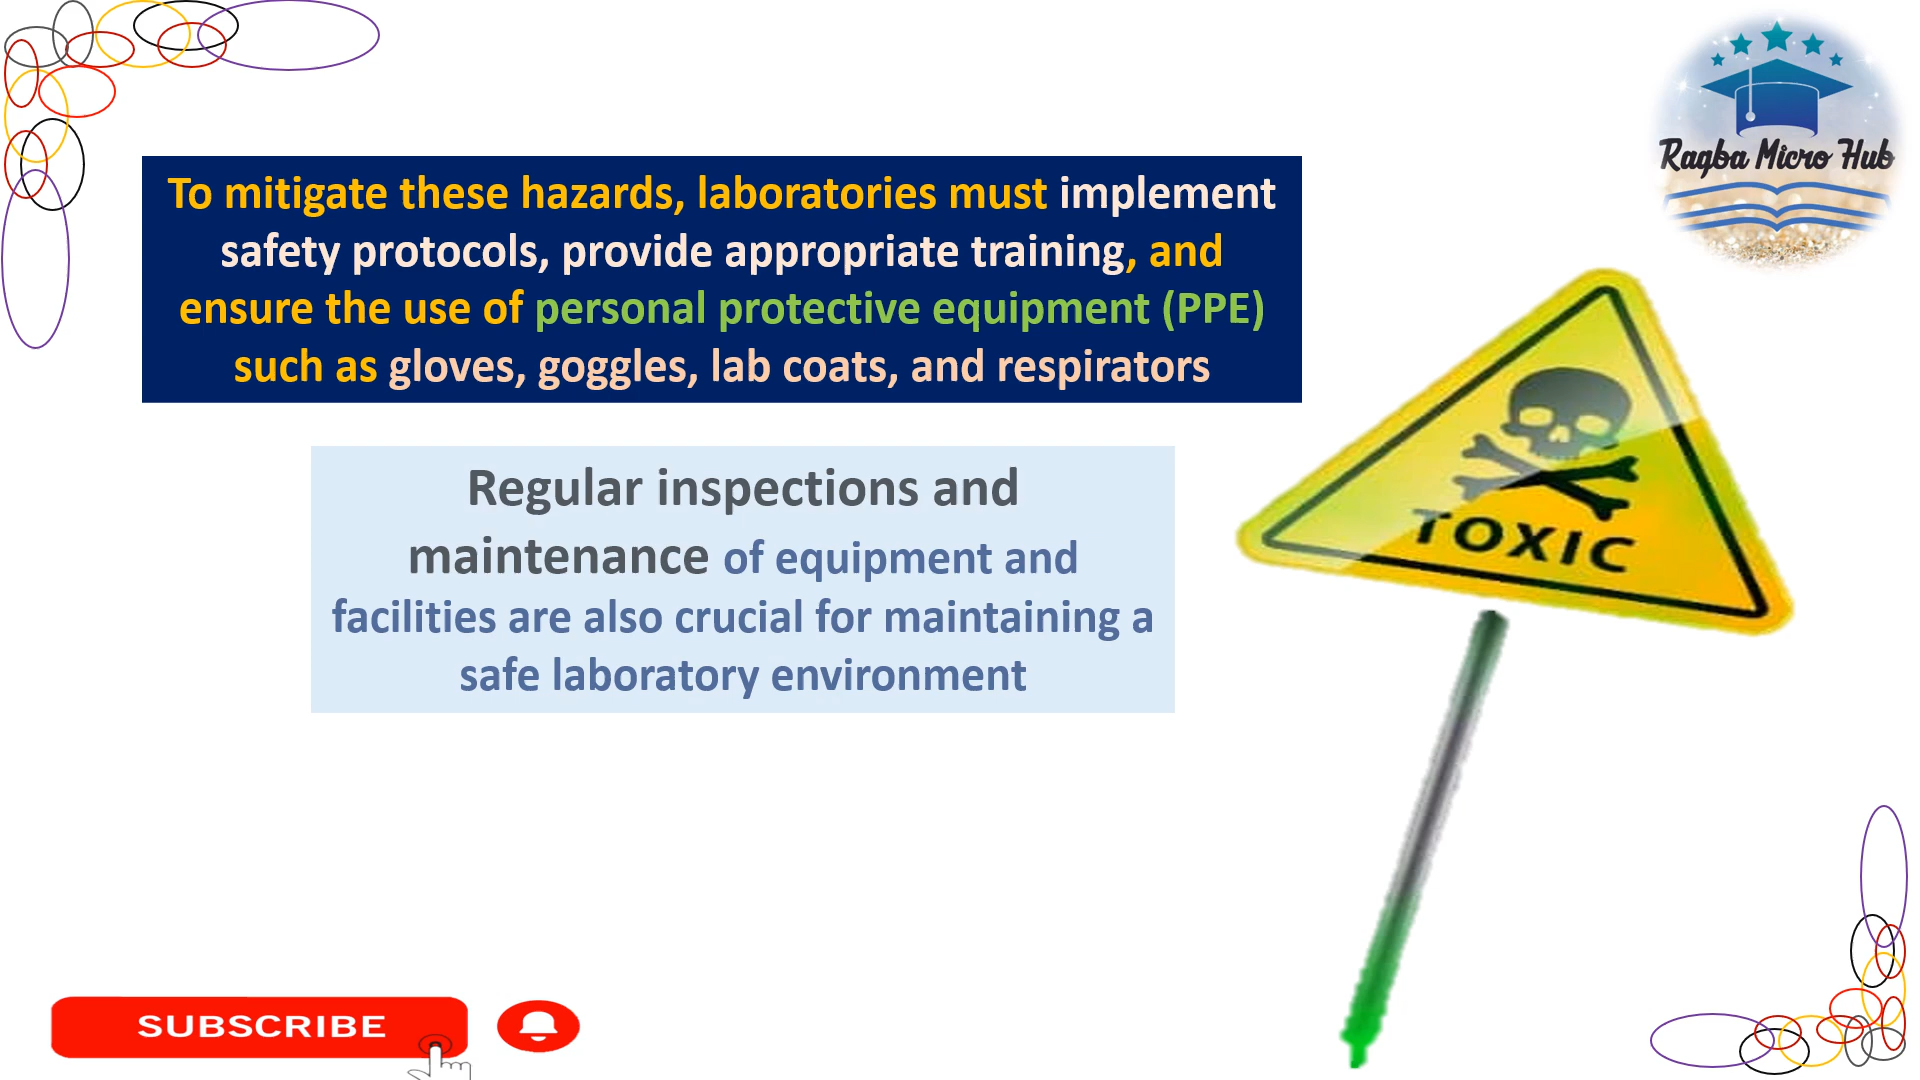 Ragba Micro Hub
To mitigate these hazards, laboratories must implement
safety protocols, provide appropriate training, and
ensure the use of personal protective equipment (PPE)
such as gloves, goggles, lab coats, and respirators
Regular inspections and
maintenance of equipment and
facilities are also crucial for maintaining a
safe laboratory environment
TOXIC
SUBSCRIBE